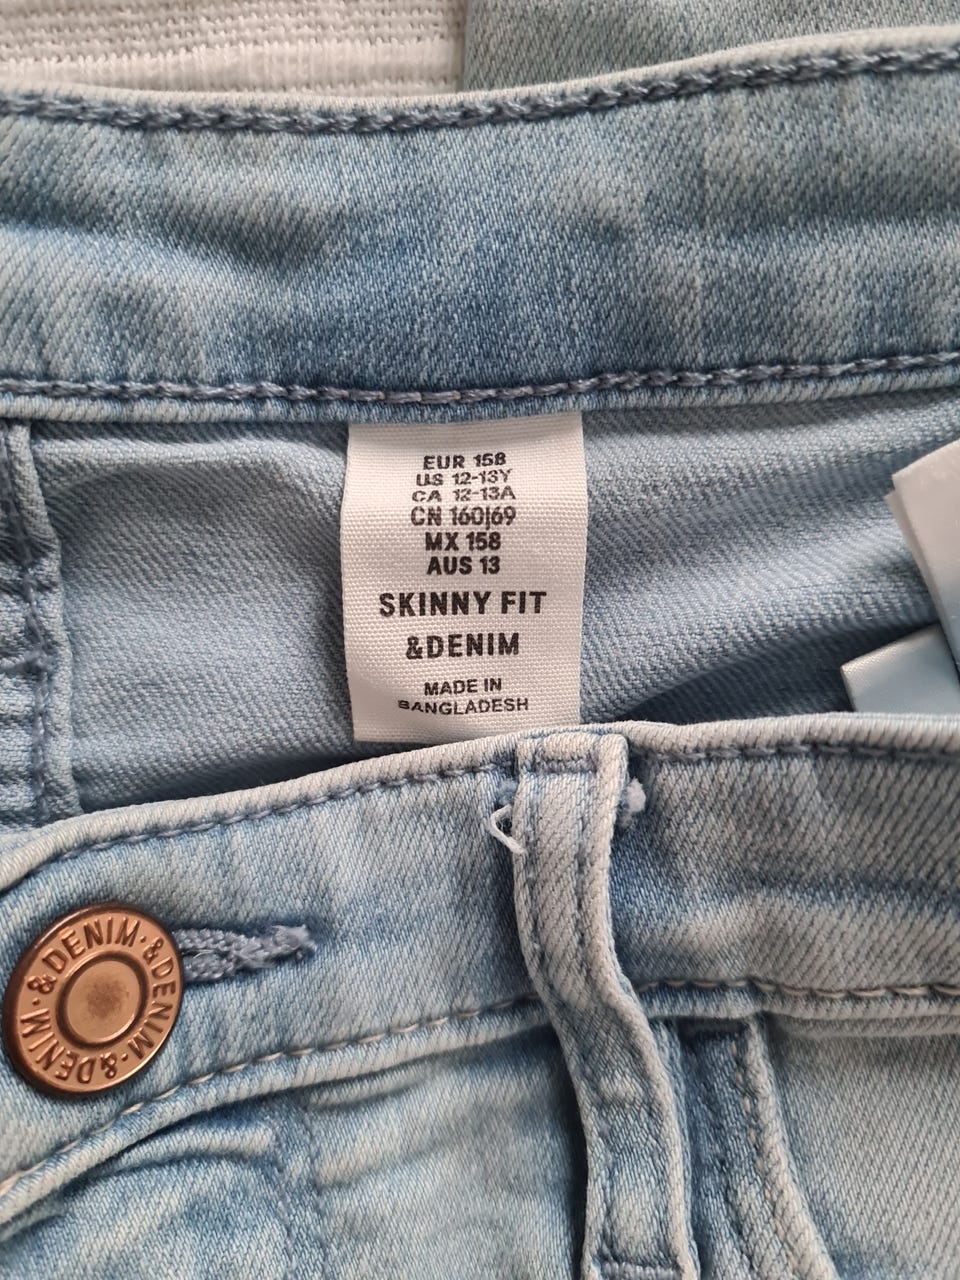 EUR 158
US 12-13Y
CA 12-13A
CN 160|69
MX 158
AUS 13
SKINNY FIT
&DENIM
MADE IN
BANGLADESH
&DENIM·&DENIM·&DENIM·